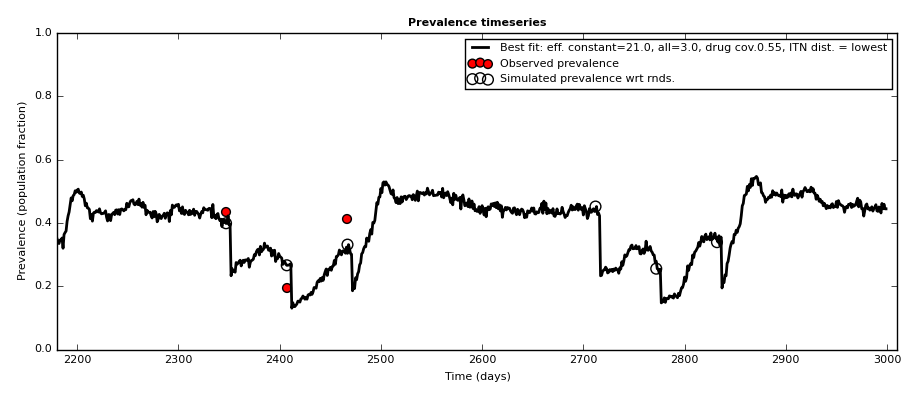 Prevalence timeseries
Best fit: eff. constant=21.0, all=3.0, drug cov.0.55, ITN dist. = lowest
Observed prevalence
Simulated prevalence wrt rnds.
Prevalence (population fraction)
1.0
0.8
0.6
0.4
0.2
0.0
2200 2300 2400 2500 2600 2700 2800 2900 3000
Time (days)